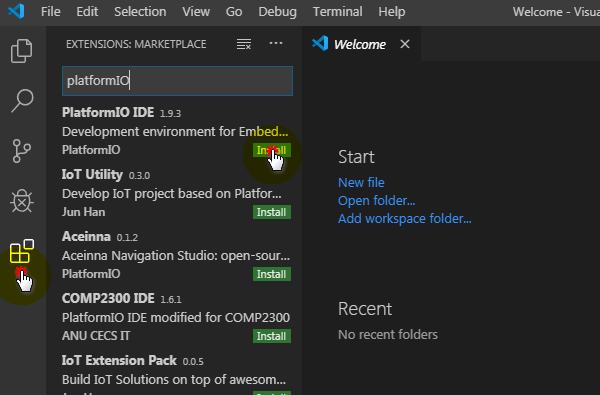 File Edit Selection View Go Debug Terminal Help Welcome - Visua
EXTENSIONS: MARKETPLACE
Welcome
platformIO
PlatformIO IDE 1.9.3
Development environment for Embed...
PlatformIO Install
IoT Utility 0.3.0
Develop IoT project based on Platfor...
Jun Han Install
Aceinna 0.1.2
Aceinna Navigation Studio: open-sour...
PlatformIO Install
COMP2300 IDE 1.6.1
PlatformIO IDE modified for COMP2300
ANU CECS IT Install
IoT Extension Pack 0.0.5
Build IoT Solutions on top of awesom...
Start
New file
Open folder...
Add workspace folder...
Recent
No recent folders